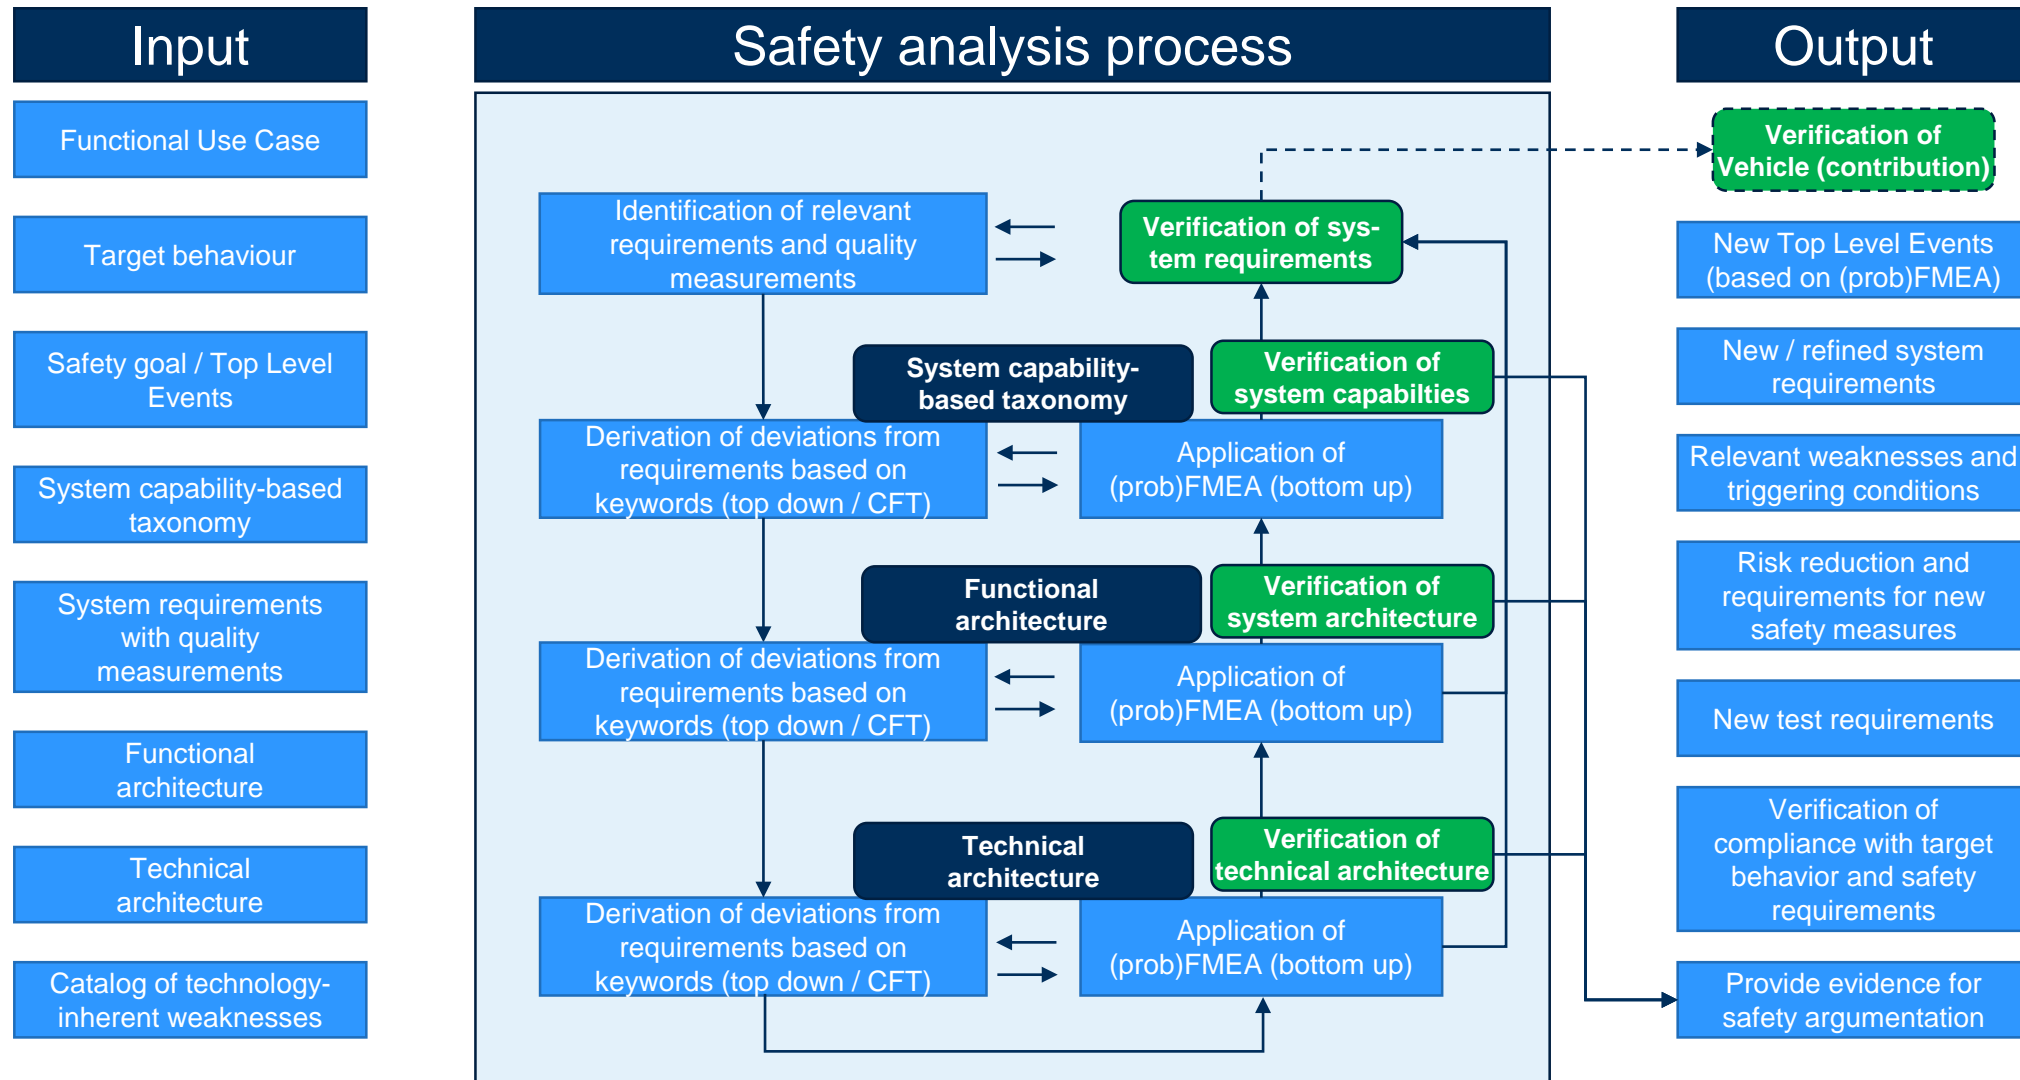 Input
Functional Use Case
Target behaviour
Safety goal / Top Level
Events
System capability-based
taxonomy
System requirements
with quality
measurements
Functional
architecture
Technical
architecture
Catalog of technology-
inherent weaknesses
Safety analysis process
Identification of relevant
requirements and quality
measurements
Verification of sys-
tem requirements
System capability-
based taxonomy
Verification of
system capabilties
Derivation of deviations from
requirements based on
keywords (top down / CFT)
Application of
(prob)FMEA (bottom up)
Functional
architecture
Verification of
system architecture
Derivation of deviations from
requirements based on
keywords (top down / CFT)
Application of
(prob)FMEA (bottom up)
Technical
architecture
Verification of
technical architecture
Derivation of deviations from
requirements based on
keywords (top down / CFT)
Application of
(prob)FMEA (bottom up)
Output
Verification of
Vehicle (contribution)
New Top Level Events
(based on (prob)FMEA)
New / refined system
requirements
Relevant weaknesses and
triggering conditions
Risk reduction and
requirements for new
safety measures
New test requirements
Verification of
compliance with target
behavior and safety
requirements
Provide evidence for
safety argumentation